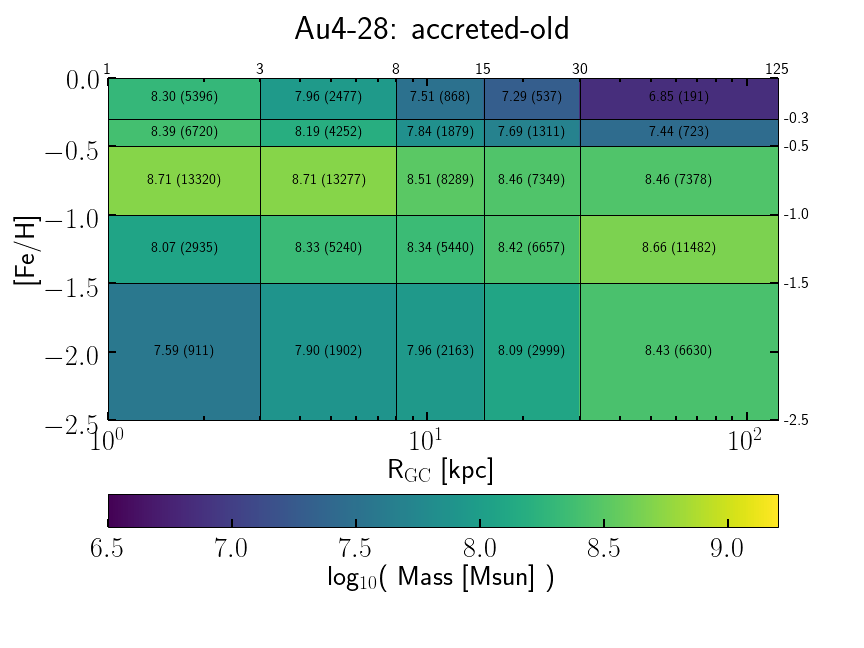 Au4-28: accreted-old
1 3 8 15 30 125
0.0 8.30 (5396) 7.96 (2477) 7.51 (868) 7.29 (537) 6.85 (191)
-0.3
8.39 (6720) 8.19 (4252) 7.84 (1879) 7.69 (1311) 7.44 (723)
−0.5 -0.5
8.71 (13320) 8.71 (13277) 8.51 (8289) 8.46 (7349) 8.46 (7378)
−1.0 -1.0
[Fe/H]
8.07 (2935) 8.33 (5240) 8.34 (5440) 8.42 (6657) 8.66 (11482)
−1.5 -1.5
−2.0 7.59 (911) 7.90 (1902) 7.96 (2163) 8.09 (2999) 8.43 (6630)
−2.5 -2.5
10⁰ 10¹ 10²
R_GC [kpc]
6.5 7.0 7.5 8.0 8.5 9.0
log₁₀( Mass [Msun] )